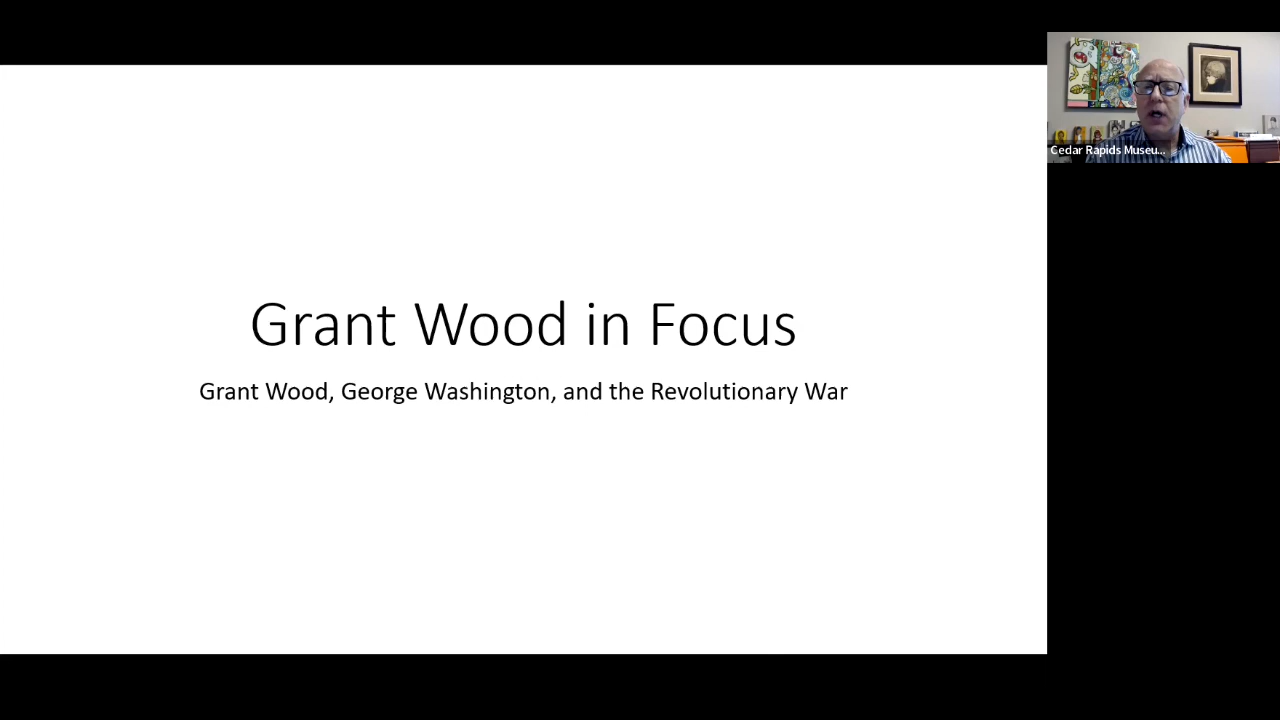 Grant Wood in Focus
Grant Wood, George Washington, and the Revolutionary War
Cedar Rapids Museu...